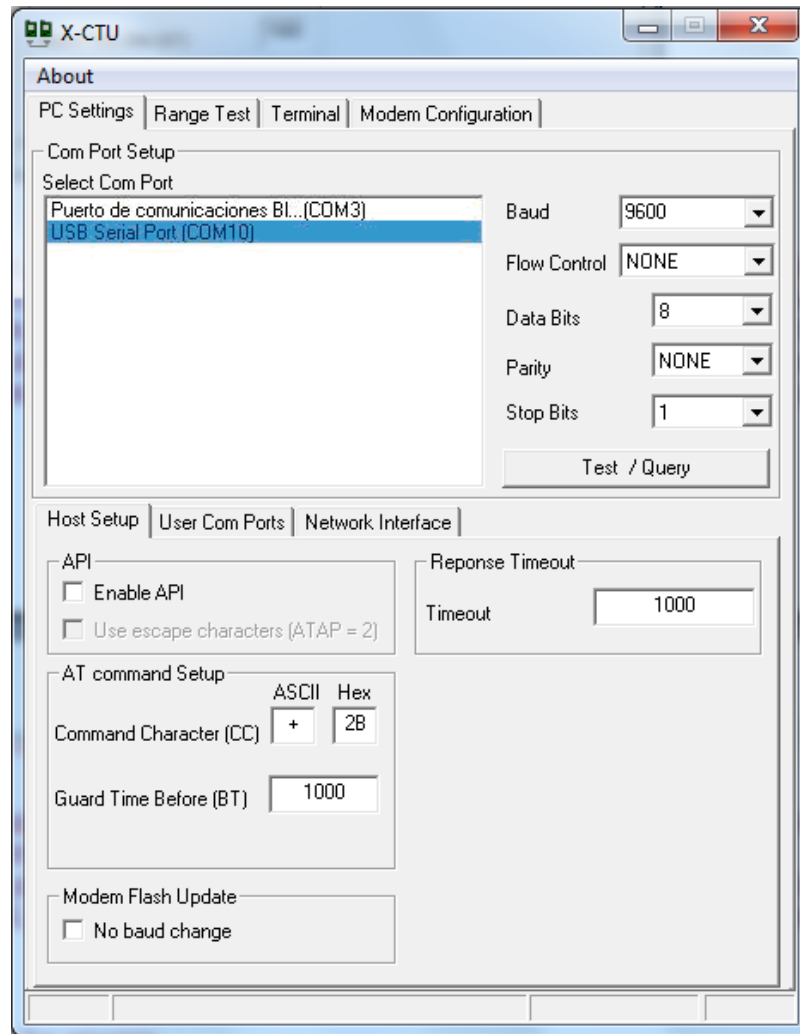 X-CTU
About
PC Settings Range Test Terminal Modem Configuration
Com Port Setup
Select Com Port
Puerto de comunicaciones Bl...(COM3)
USB Serial Port (COM10)
Baud 9600
Flow Control NONE
Data Bits 8
Parity NONE
Stop Bits 1
Test / Query
Host Setup User Com Ports Network Interface
API
Enable API
Use escape characters (ATAP = 2)
Reponse Timeout
Timeout 1000
AT command Setup
ASCII Hex
Command Character (CC) + 2B
Guard Time Before (BT) 1000
Modem Flash Update
No baud change